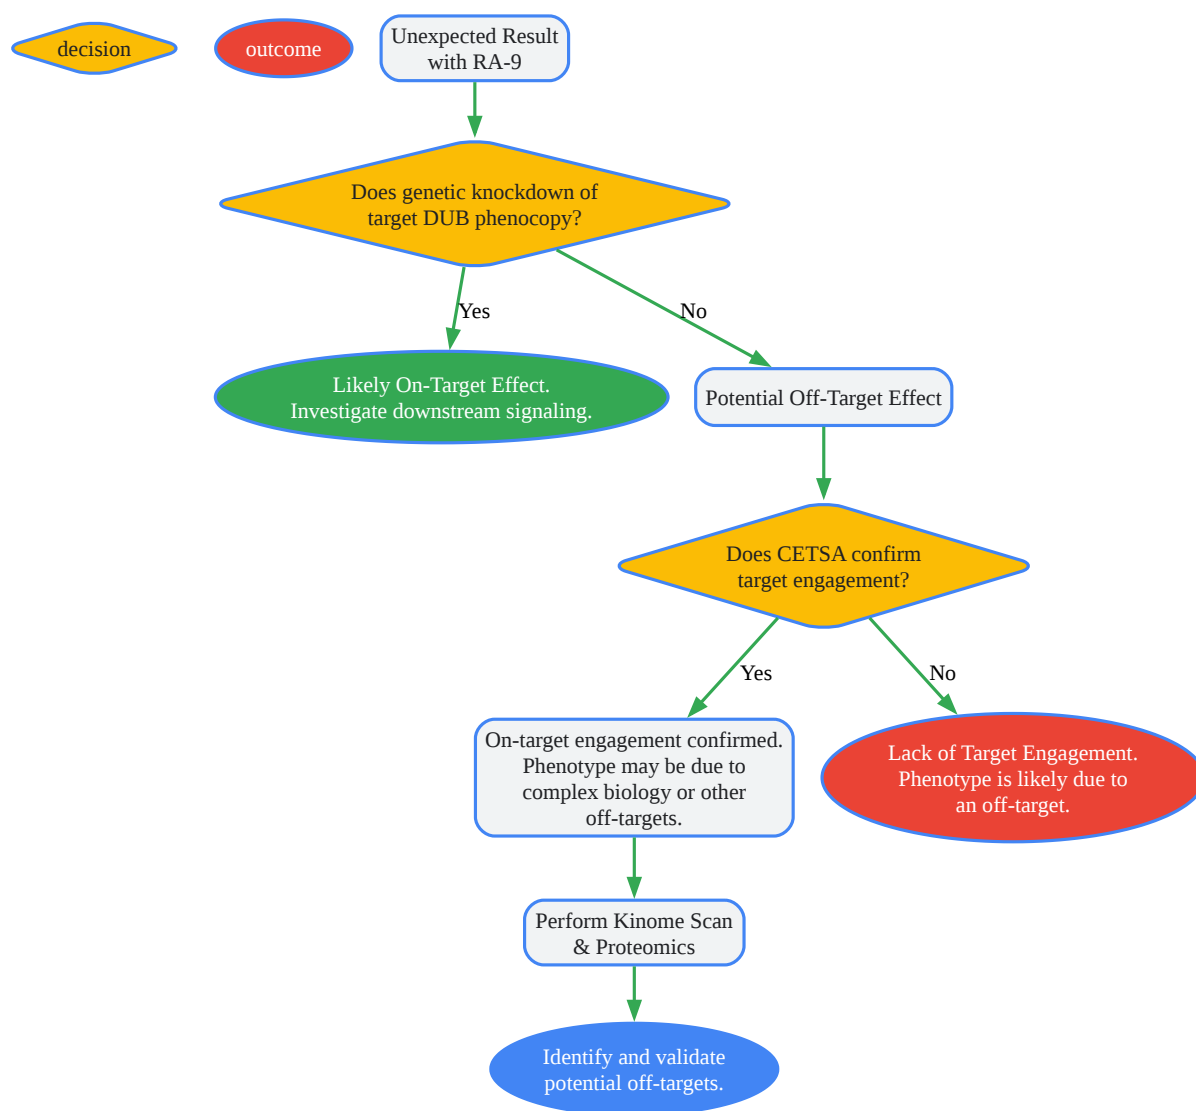 decision
outcome
Unexpected Result
with RA-9
Does genetic knockdown of
target DUB phenocopy?
Yes
No
Likely On-Target Effect.
Investigate downstream signaling.
Potential Off-Target Effect
Does CETSA confirm
target engagement?
Yes
No
On-target engagement confirmed.
Phenotype may be due to
complex biology or other
off-targets.
Lack of Target Engagement.
Phenotype is likely due to
an off-target.
Perform Kinome Scan
& Proteomics
Identify and validate
potential off-targets.